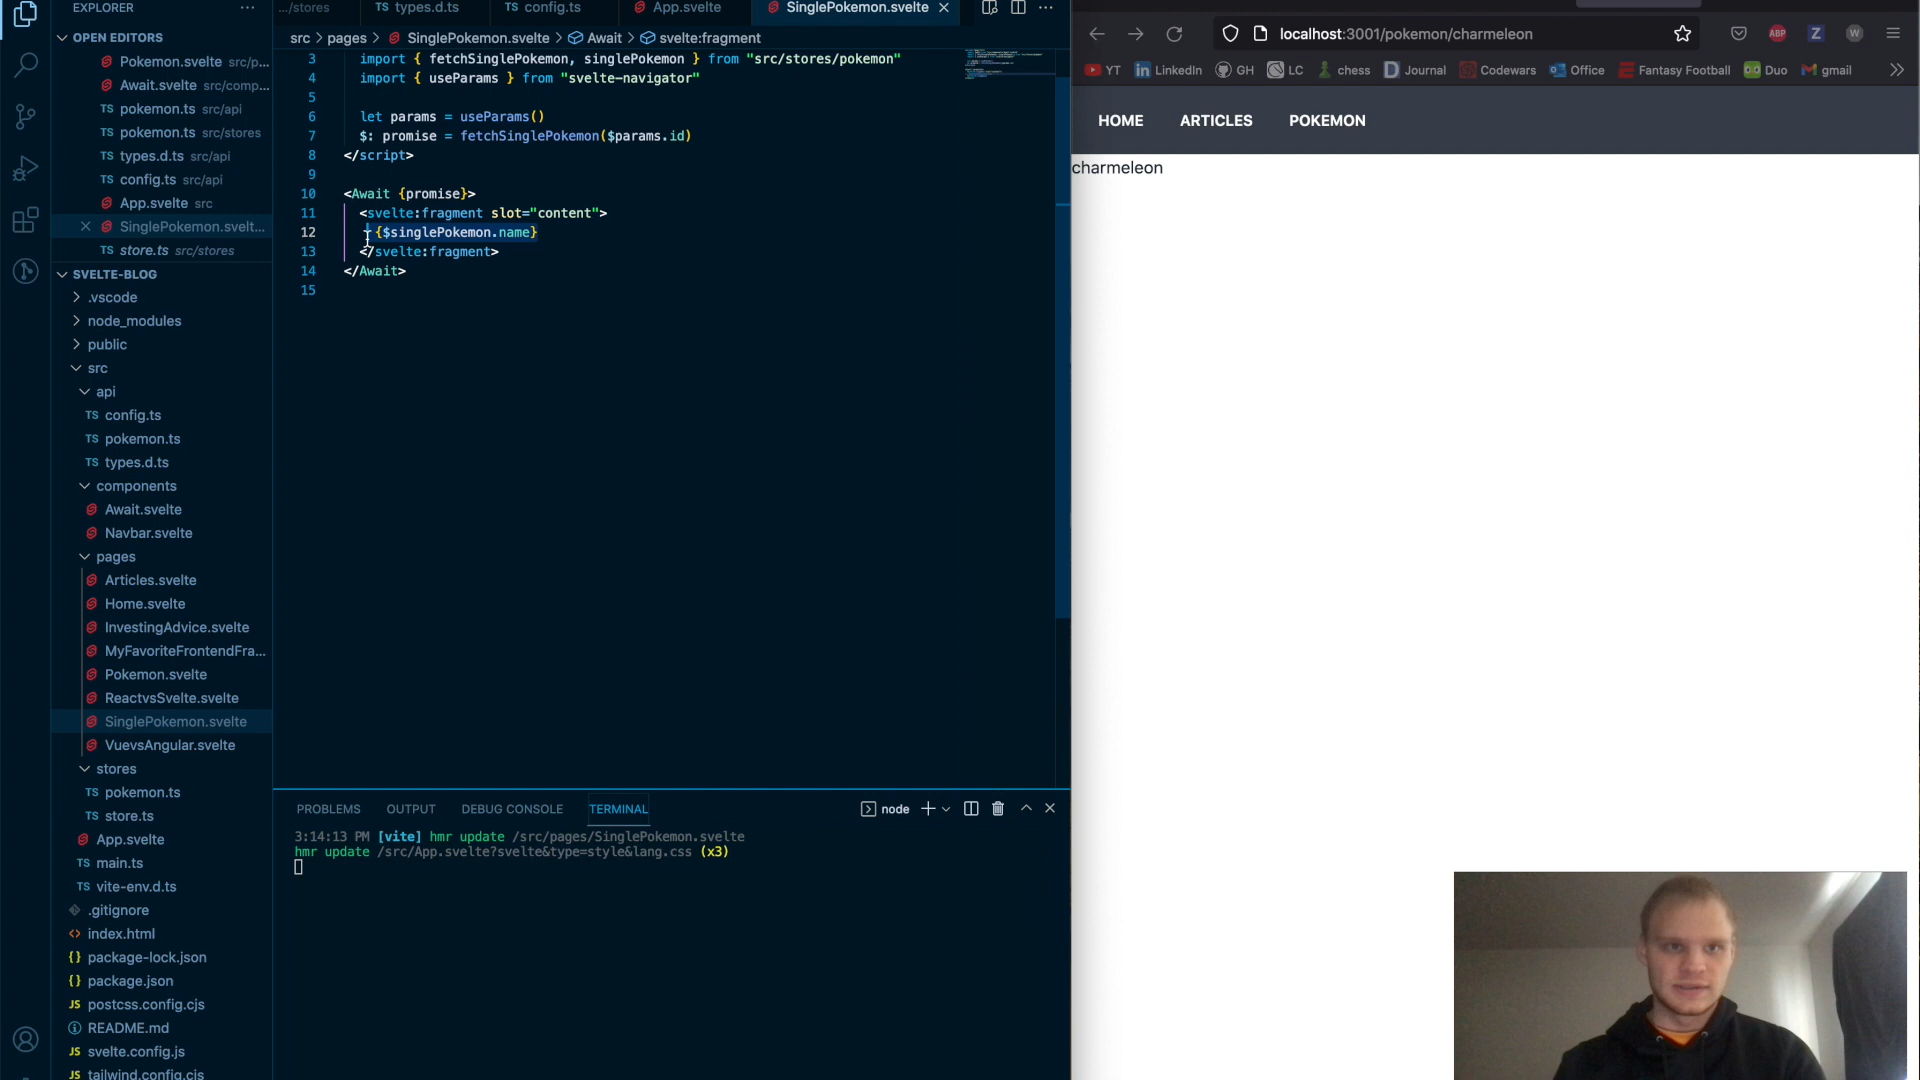 EXPLORER
OPEN EDITORS
Pokemon.svelte src/p...
Await.svelte src/comp...
TS pokemon.ts src/api
TS pokemon.ts src/stores
TS types.d.ts src/api
TS config.ts src/api
App.svelte src
SinglePokemon.svelt...
TS store.ts src/stores
SVELTE-BLOG
.vscode
node_modules
public
src
api
TS config.ts
TS pokemon.ts
TS types.d.ts
components
Await.svelte
Navbar.svelte
pages
Articles.svelte
Home.svelte
InvestingAdvice.svelte
MyFavoriteFrontendFra...
Pokemon.svelte
ReactvsSvelte.svelte
SinglePokemon.svelte
VuevsAngular.svelte
stores
TS pokemon.ts
TS store.ts
App.svelte
TS main.ts
TS vite-env.d.ts
.gitignore
<> index.html
{} package-lock.json
{} package.json
JS postcss.config.cjs
README.md
JS svelte.config.js
JS tailwind.config.cjs
.../stores TS types.d.ts TS config.ts App.svelte SinglePokemon.svelte
src > pages > SinglePokemon.svelte > Await > svelte:fragment
3 import { fetchSinglePokemon, singlePokemon } from "src/stores/pokemon"
4 import { useParams } from "svelte-navigator"
5
6 let params = useParams()
7 $: promise = fetchSinglePokemon($params.id)
8 </script>
9
10 <Await {promise}>
11 <svelte:fragment slot="content">
12 {$singlePokemon.name}
13 </svelte:fragment>
14 </Await>
15
PROBLEMS OUTPUT DEBUG CONSOLE TERMINAL node
3:14:13 PM [vite] hmr update /src/pages/SinglePokemon.svelte
hmr update /src/App.svelte?svelte&type=style&lang.css (x3)
localhost:3001/pokemon/charmeleon ABP Z W
YT in LinkedIn GH LC chess Journal Codewars Office Fantasy Football Duo gmail
HOME ARTICLES POKEMON
charmeleon